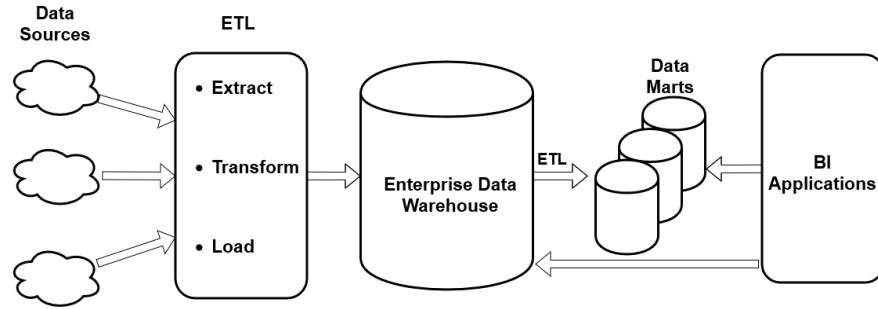 Data
Sources
ETL
• Extract
• Transform
• Load
Enterprise Data
Warehouse
ETL
Data
Marts
BI
Applications